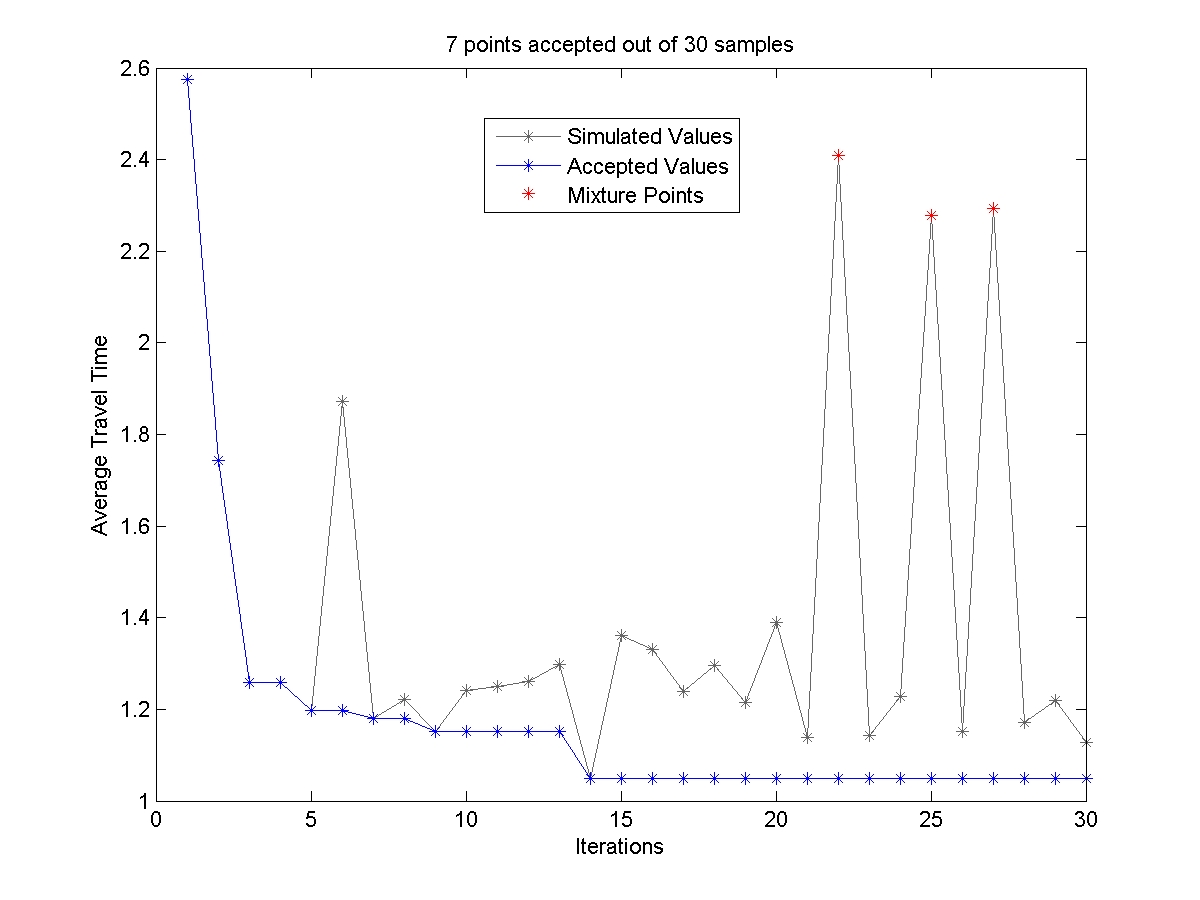 7 points accepted out of 30 samples
2.6
2.4
2.2
2
1.8
1.6
1.4
1.2
1
Average Travel Time
Simulated Values
Accepted Values
Mixture Points
0 5 10 15 20 25 30
Iterations